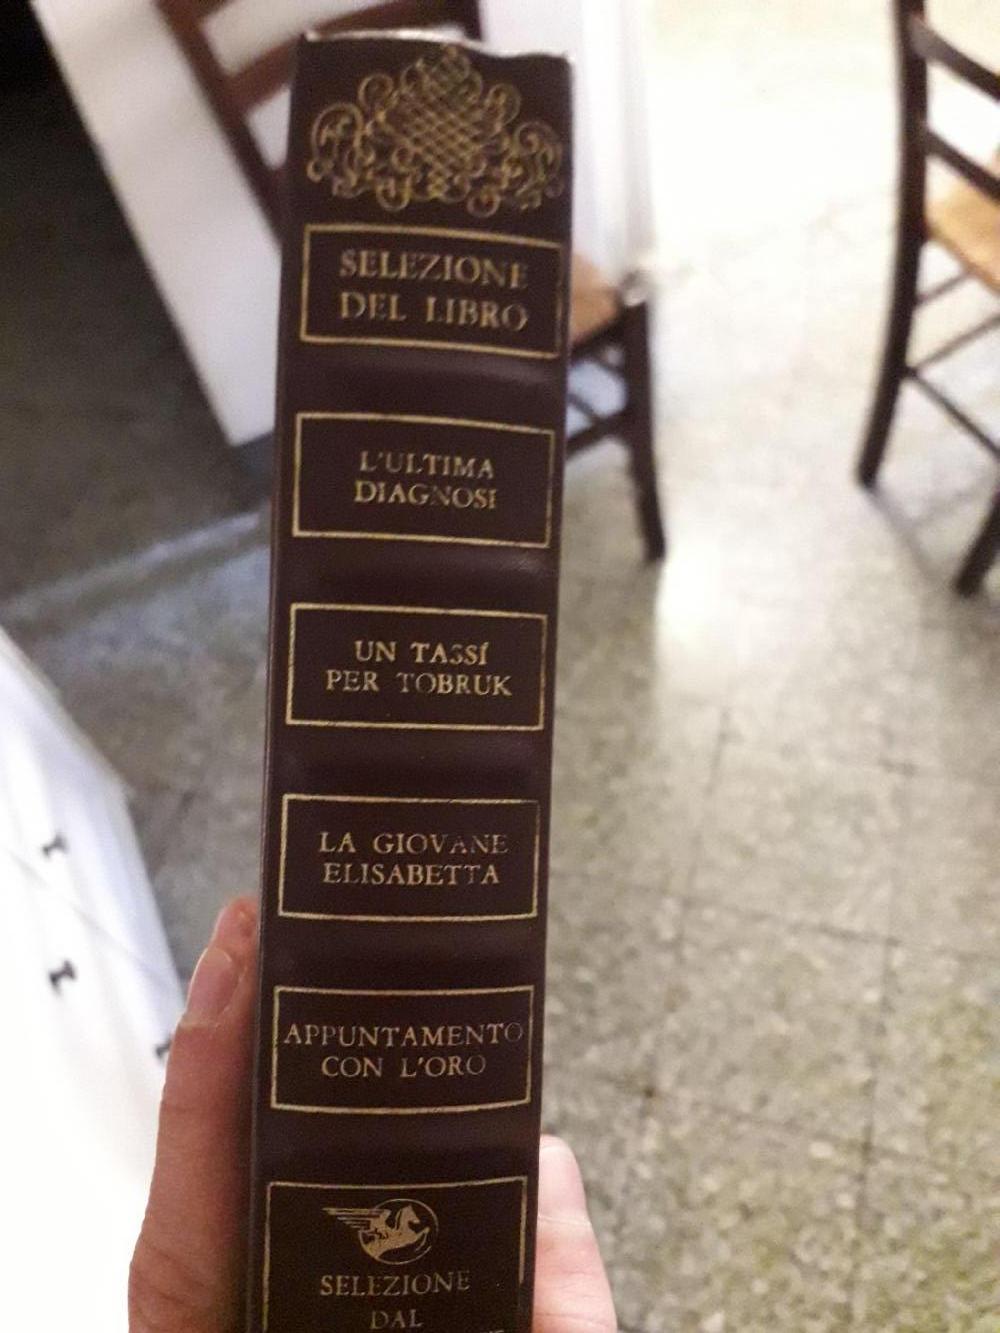 SELEZIONE
DEL LIBRO
L'ULTIMA
DIAGNOSI
UN TASSÍ
PER TOBRUK
LA GIOVANE
ELISABETTA
APPUNTAMENTO
CON L'ORO
SELEZIONE
DAL